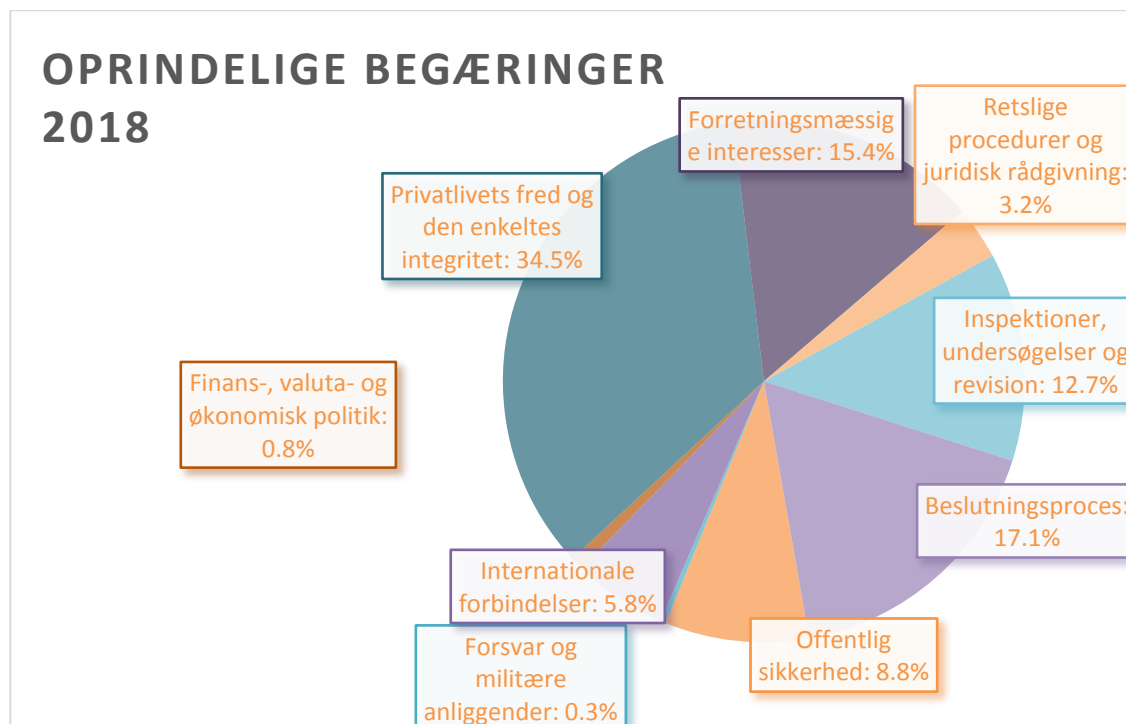 OPRINDELIGE BEGÆRINGER
2018
Forretningsmæssig
e interesser: 15.4%
Retslige
procedurer og
juridisk rådgivning:
3.2%
Privatlivets fred og
den enkeltes
integritet: 34.5%
Inspektioner,
undersøgelser og
revision: 12.7%
Finans-, valuta- og
økonomisk politik:
0.8%
Beslutningsproces:
17.1%
Internationale
forbindelser: 5.8%
Offentlig
sikkerhed: 8.8%
Forsvar og
militære
anliggender: 0.3%